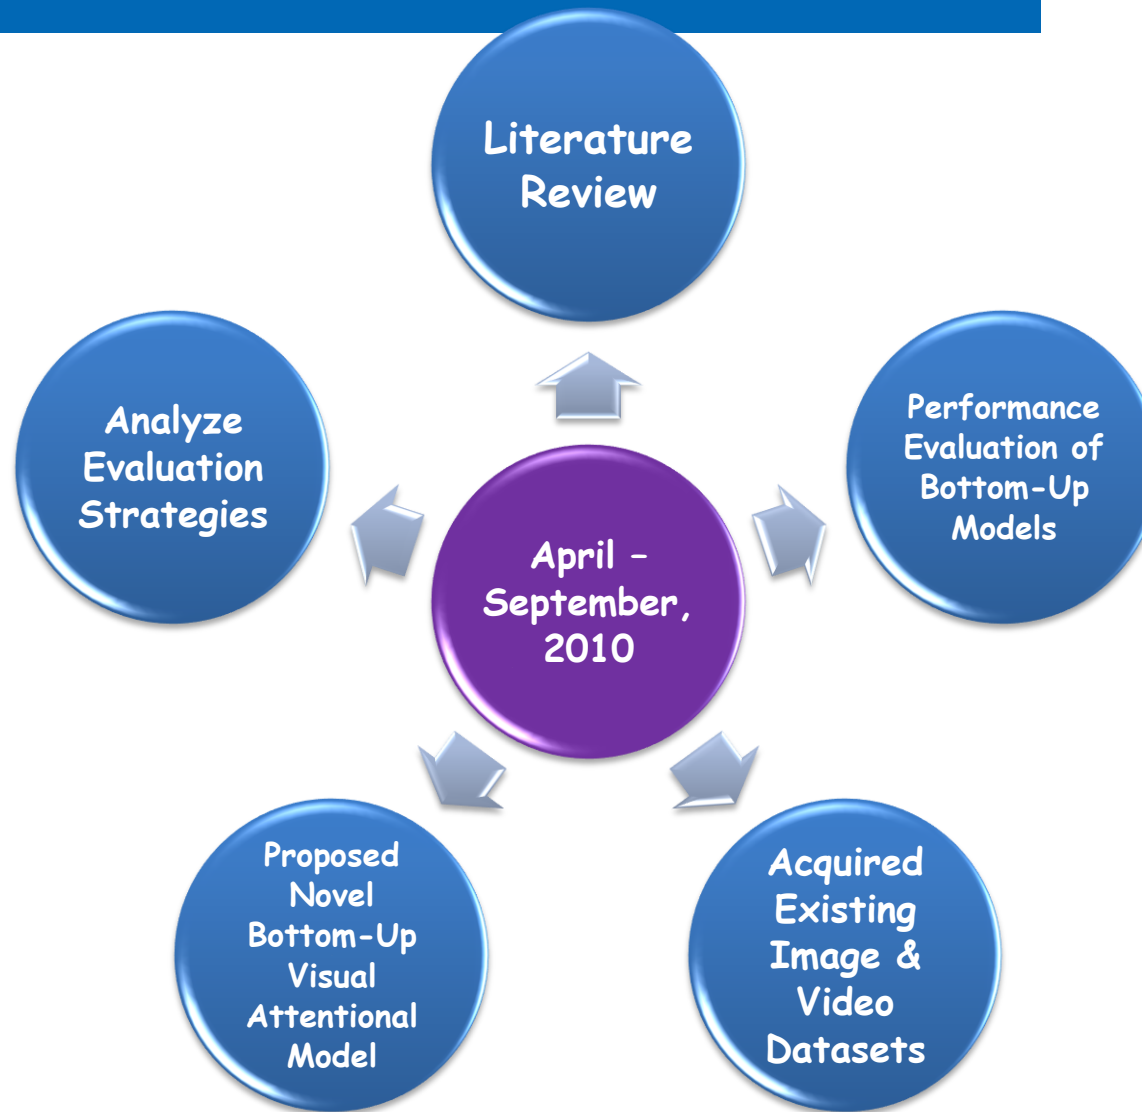 Literature
Review
Performance
Evaluation of
Bottom-Up
Models
Acquired
Existing
Image &
Video
Datasets
Proposed
Novel
Bottom-Up
Visual
Attentional
Model
Analyze
Evaluation
Strategies
April –
September,
2010